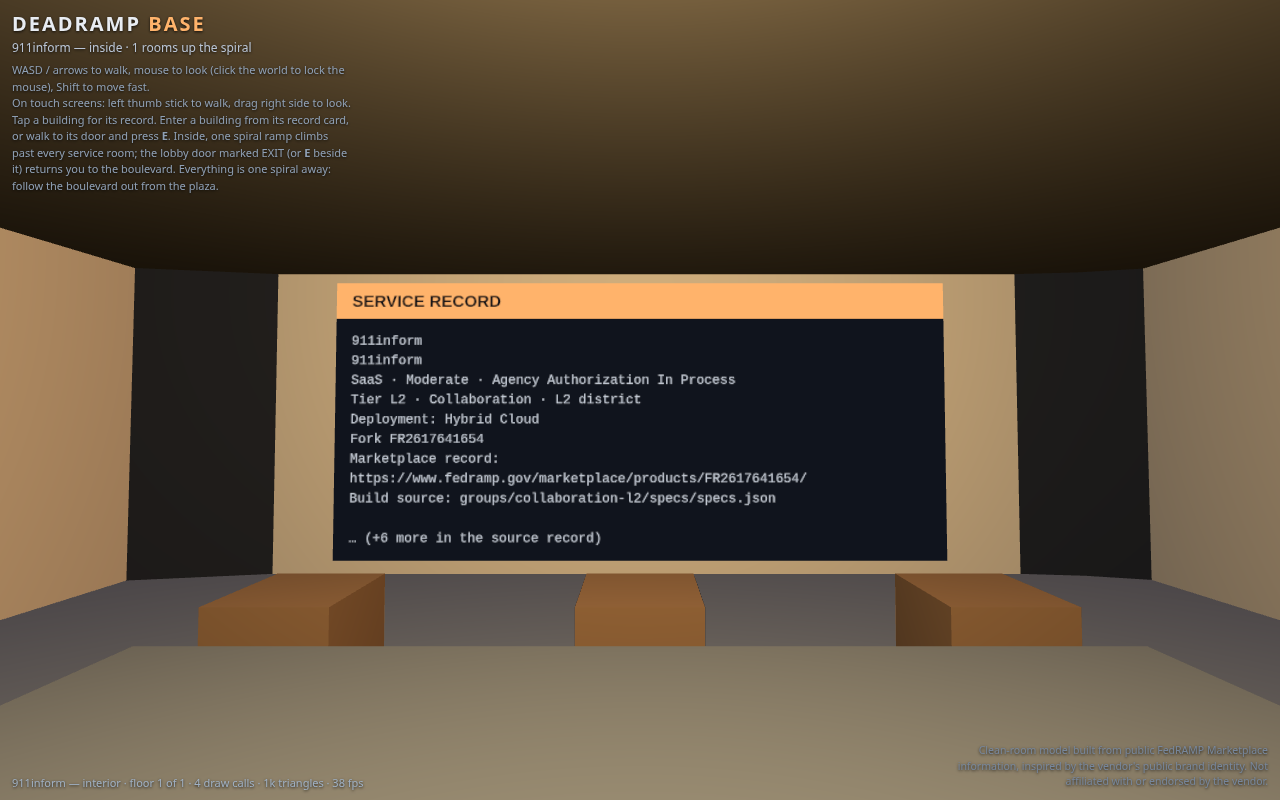 DEADRAMP BASE
911inform — inside · 1 rooms up the spiral
WASD / arrows to walk, mouse to look (click the world to lock the
mouse), Shift to move fast.
On touch screens: left thumb stick to walk, drag right side to look.
Tap a building for its record. Enter a building from its record card,
or walk to its door and press E. Inside, one spiral ramp climbs
past every service room; the lobby door marked EXIT (or E beside
it) returns you to the boulevard. Everything is one spiral away:
follow the boulevard out from the plaza.
SERVICE RECORD
911inform
911inform
SaaS · Moderate · Agency Authorization In Process
Tier L2 · Collaboration · L2 district
Deployment: Hybrid Cloud
Fork FR2617641654
Marketplace record:
https://www.fedramp.gov/marketplace/products/FR2617641654/
Build source: groups/collaboration-l2/specs/specs.json
… (+6 more in the source record)
Clean-room model built from public FedRAMP Marketplace
information, inspired by the vendor's public brand identity. Not
affiliated with or endorsed by the vendor.
911inform — interior · floor 1 of 1 · 4 draw calls · 1k triangles · 38 fps